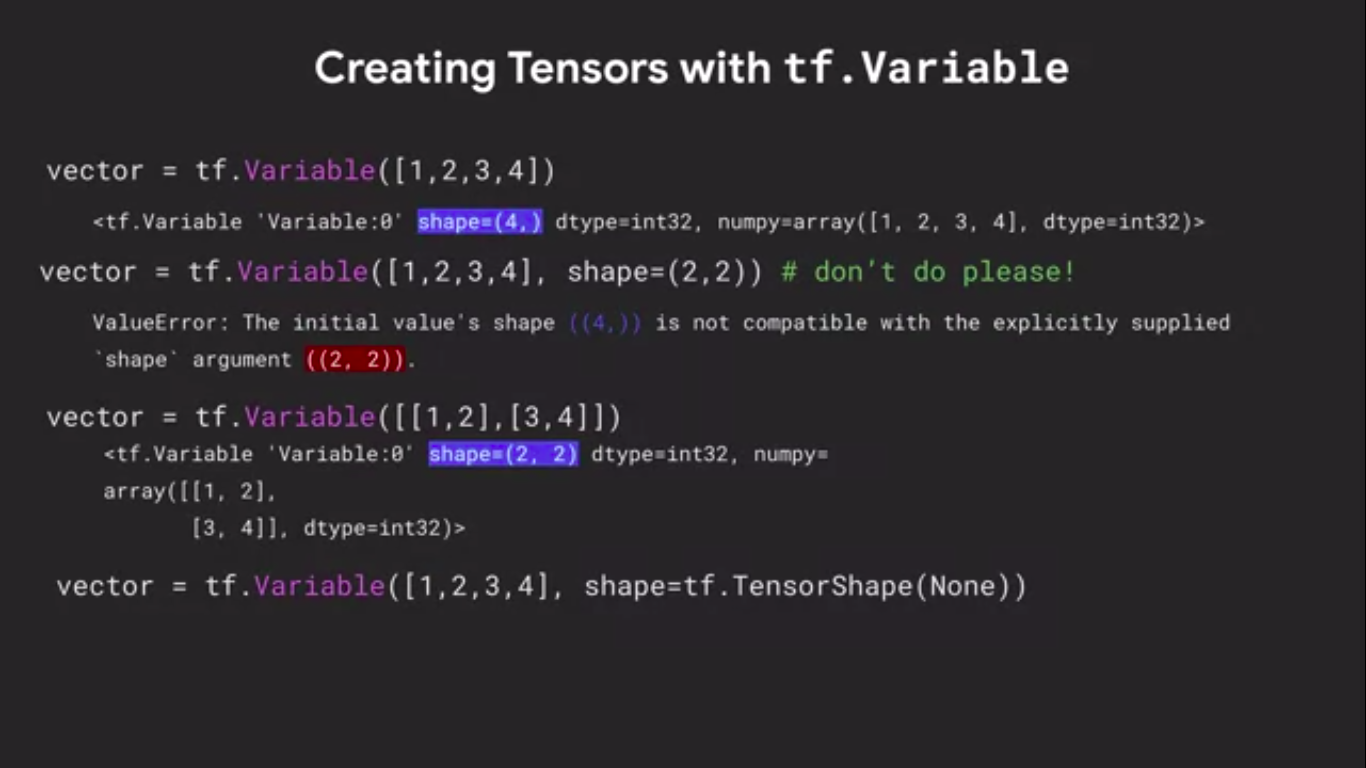 Creating Tensors with tf.Variable
vector = tf.Variable([1,2,3,4])
<tf.Variable 'Variable:0' shape=(4,) dtype=int32, numpy=array([1, 2, 3, 4], dtype=int32)>
vector = tf.Variable([1,2,3,4], shape=(2,2)) # don't do please!
ValueError: The initial value's shape ((4,)) is not compatible with the explicitly supplied
`shape` argument ((2, 2)).
vector = tf.Variable([[1,2],[3,4]])
<tf.Variable 'Variable:0' shape=(2, 2) dtype=int32, numpy=
array([[1, 2],
[3, 4]], dtype=int32)>
vector = tf.Variable([1,2,3,4], shape=tf.TensorShape(None))